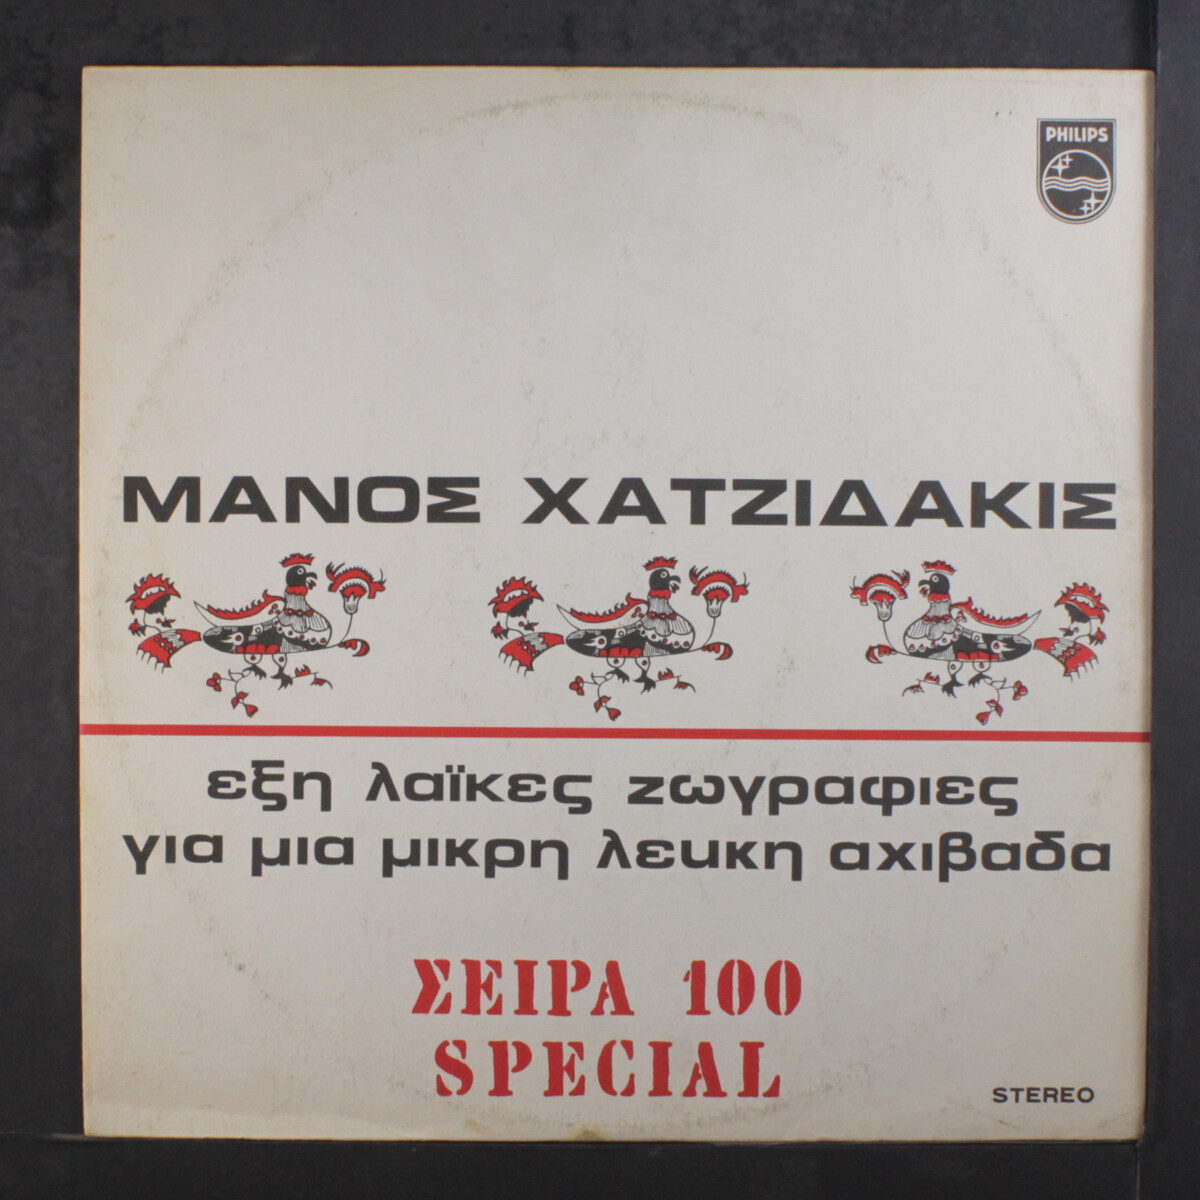 PHILIPS
ΜΑΝΟΣ ΧΑΤΖΙΔΑΚΙΣ
εξη λαϊκες ζωγραφιες
για μια μικρη λευκη αχιβαδα
ΣΕΙΡΑ 100
SPECIAL
STEREO